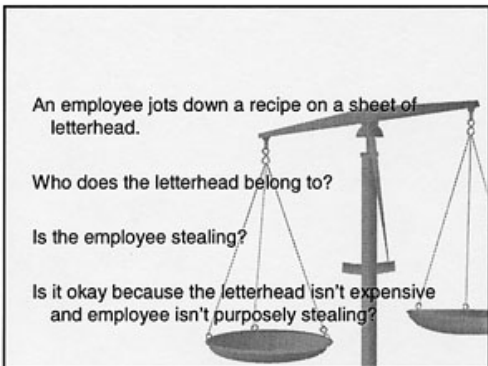 An employee jots down a recipe on a sheet of
letterhead.
Who does the letterhead belong to?
Is the employee stealing?
Is it okay because the letterhead isn't expensive
and employee isn't purposely stealing?